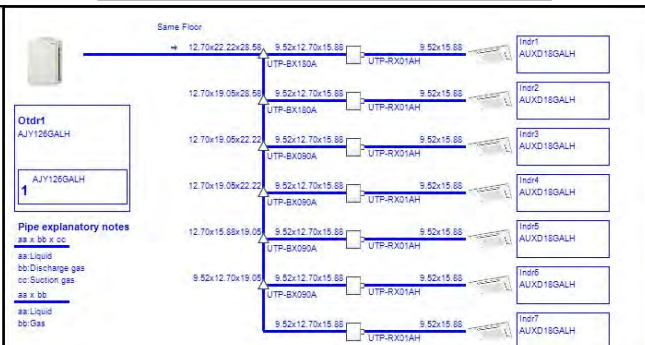 Same Floor
12.70x22.22x28.58 9.52x12.70x15.88 9.52x15.88 Indr1
UTP-BX180A UTP-RX01AH AUXD18GALH
12.70x19.05x28.58 9.52x12.70x15.88 9.52x15.88 Indr2
UTP-BX180A UTP-RX01AH AUXD18GALH
Otdr1
AJY126GALH
12.70x19.05x22.22 9.52x12.70x15.88 9.52x15.88 Indr3
UTP-BX090A UTP-RX01AH AUXD18GALH
AJY126GALH
1
12.70x19.05x22.22 9.52x12.70x15.88 9.52x15.88 Indr4
UTP-BX090A UTP-RX01AH AUXD18GALH
Pipe explanatory notes
aa x bb x cc
aa:Liquid
bb:Discharge gas
cc:Suction gas
aa x bb
aa:Liquid
bb:Gas
12.70x15.88x19.05 9.52x12.70x15.88 9.52x15.88 Indr5
UTP-BX090A UTP-RX01AH AUXD18GALH
9.52x12.70x19.05 9.52x12.70x15.88 9.52x15.88 Indr6
UTP-BX090A UTP-RX01AH AUXD18GALH
9.52x12.70x15.88 9.52x15.88 Indr7
UTP-RX01AH AUXD18GALH